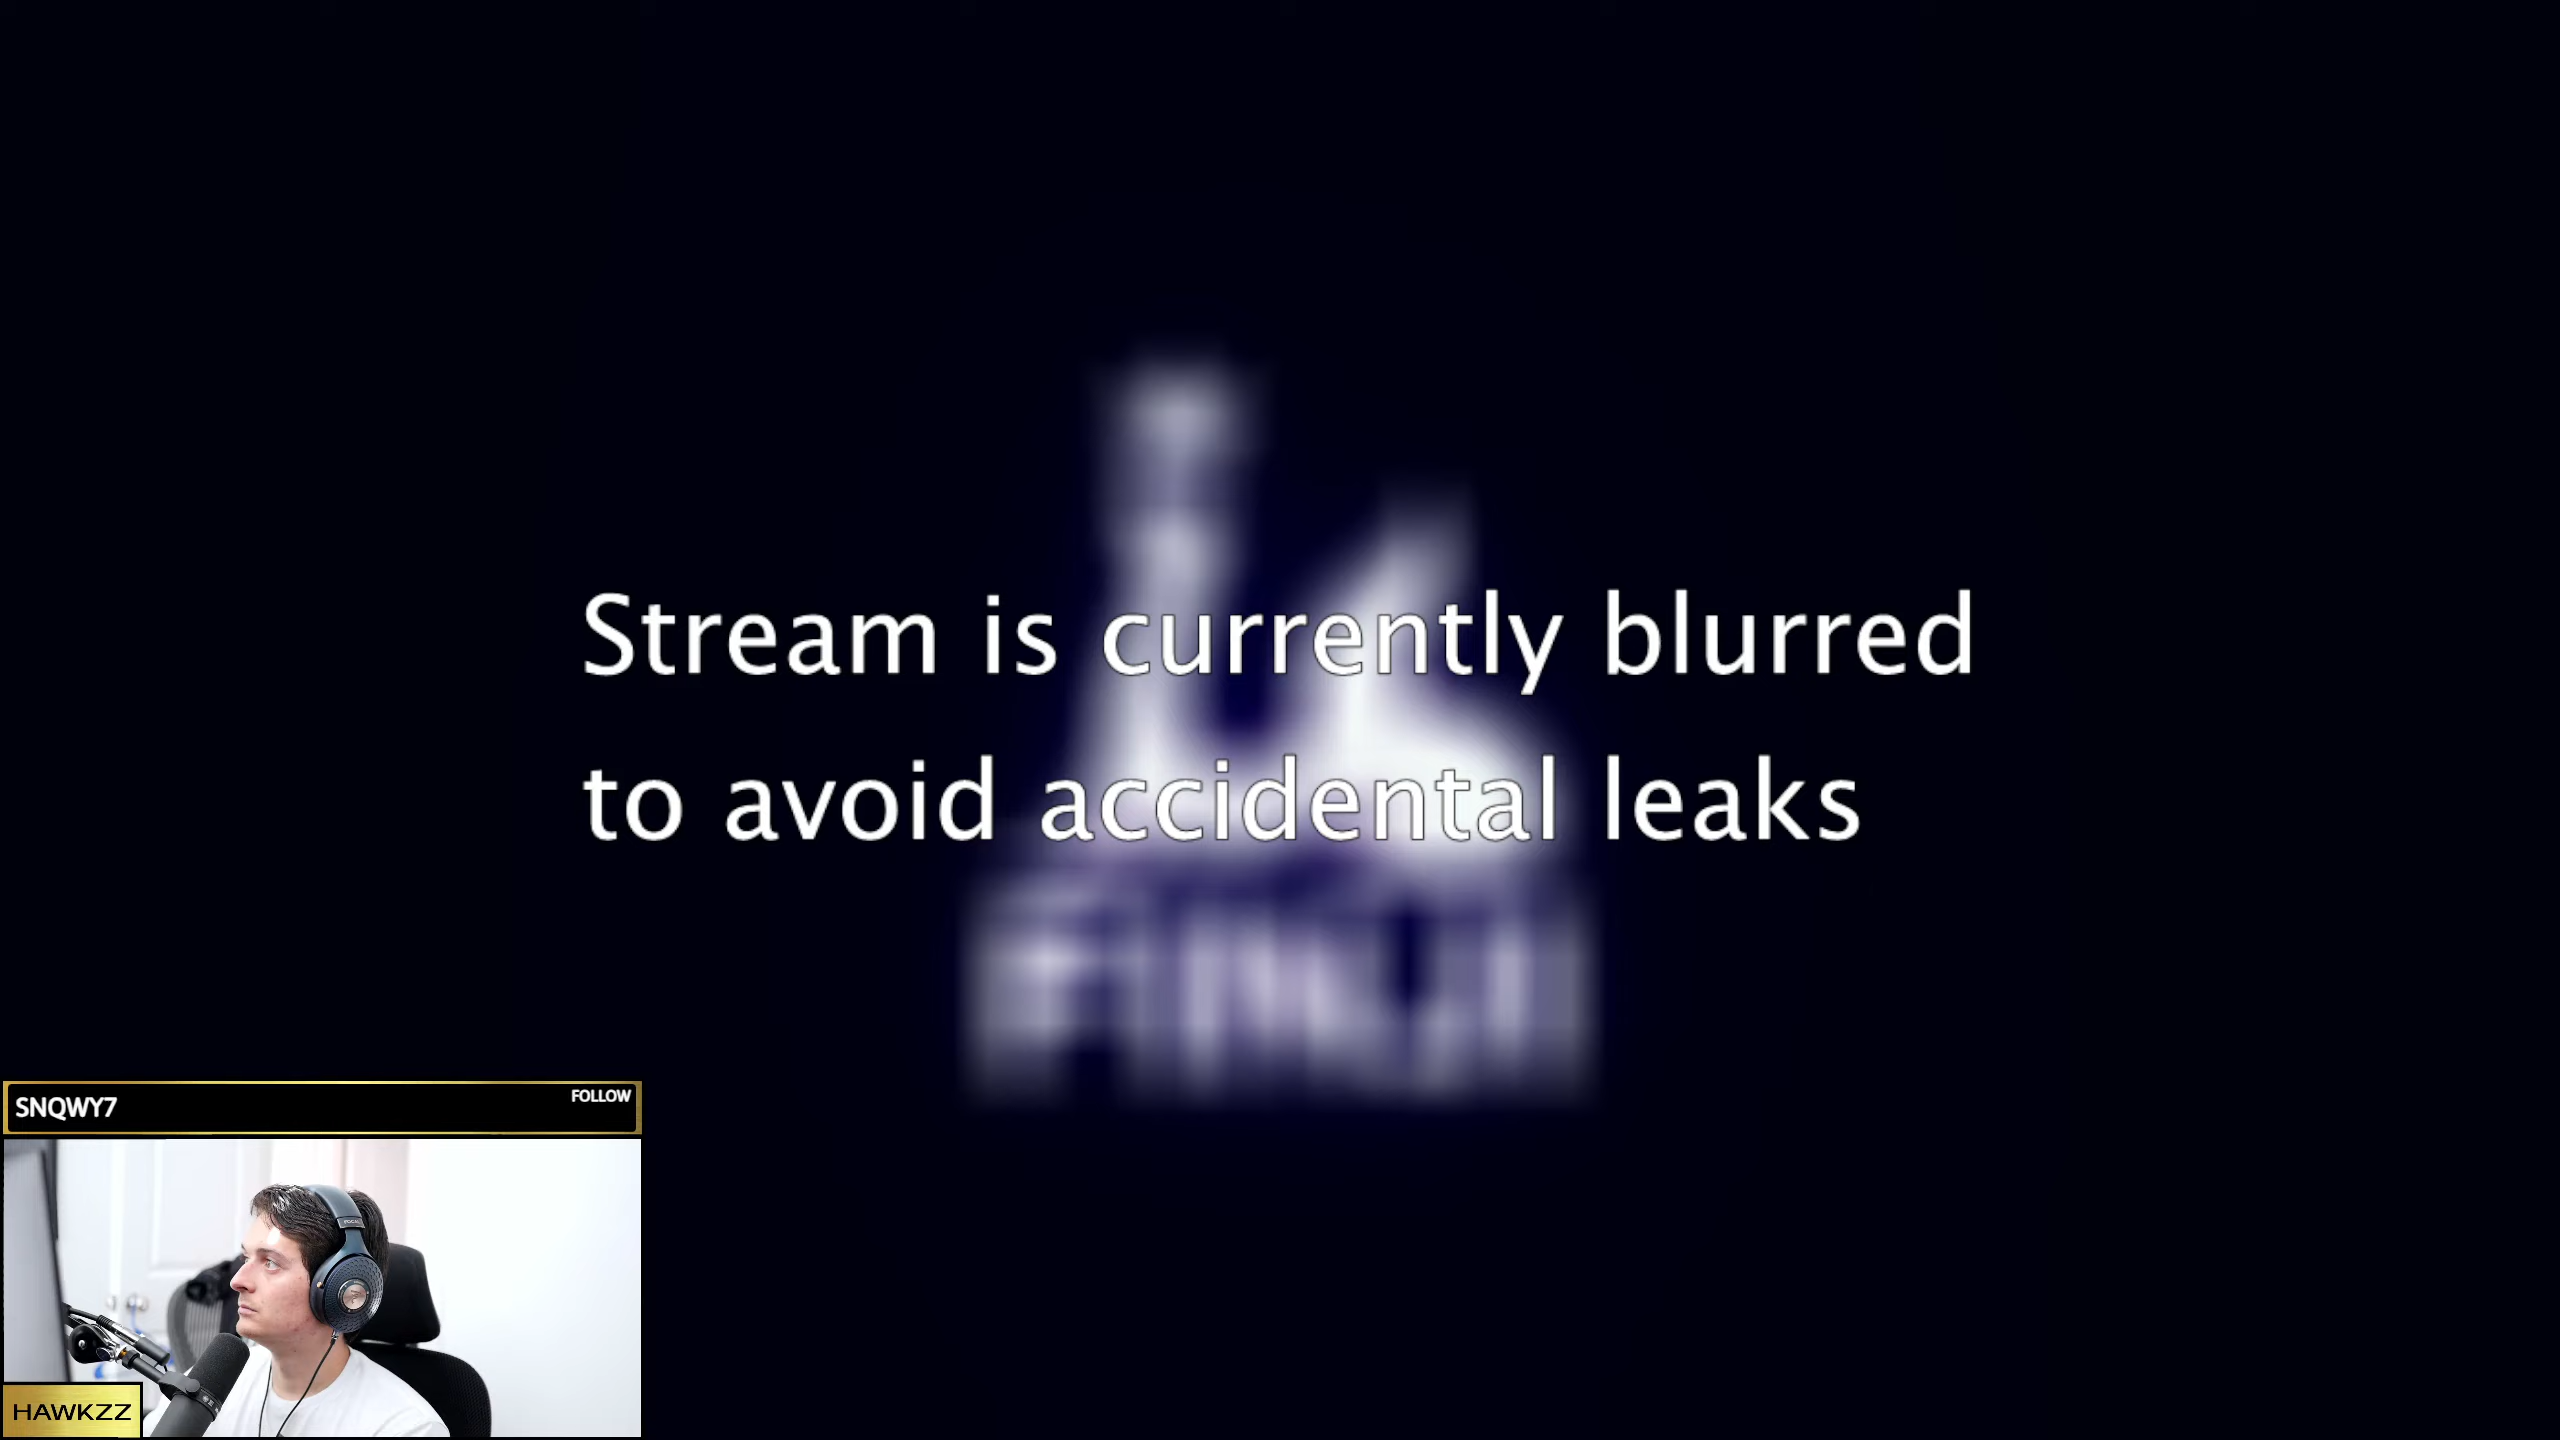 Stream is currently blurred
to avoid accidental leaks
SNQWY7
FOLLOW
HAWKZZ